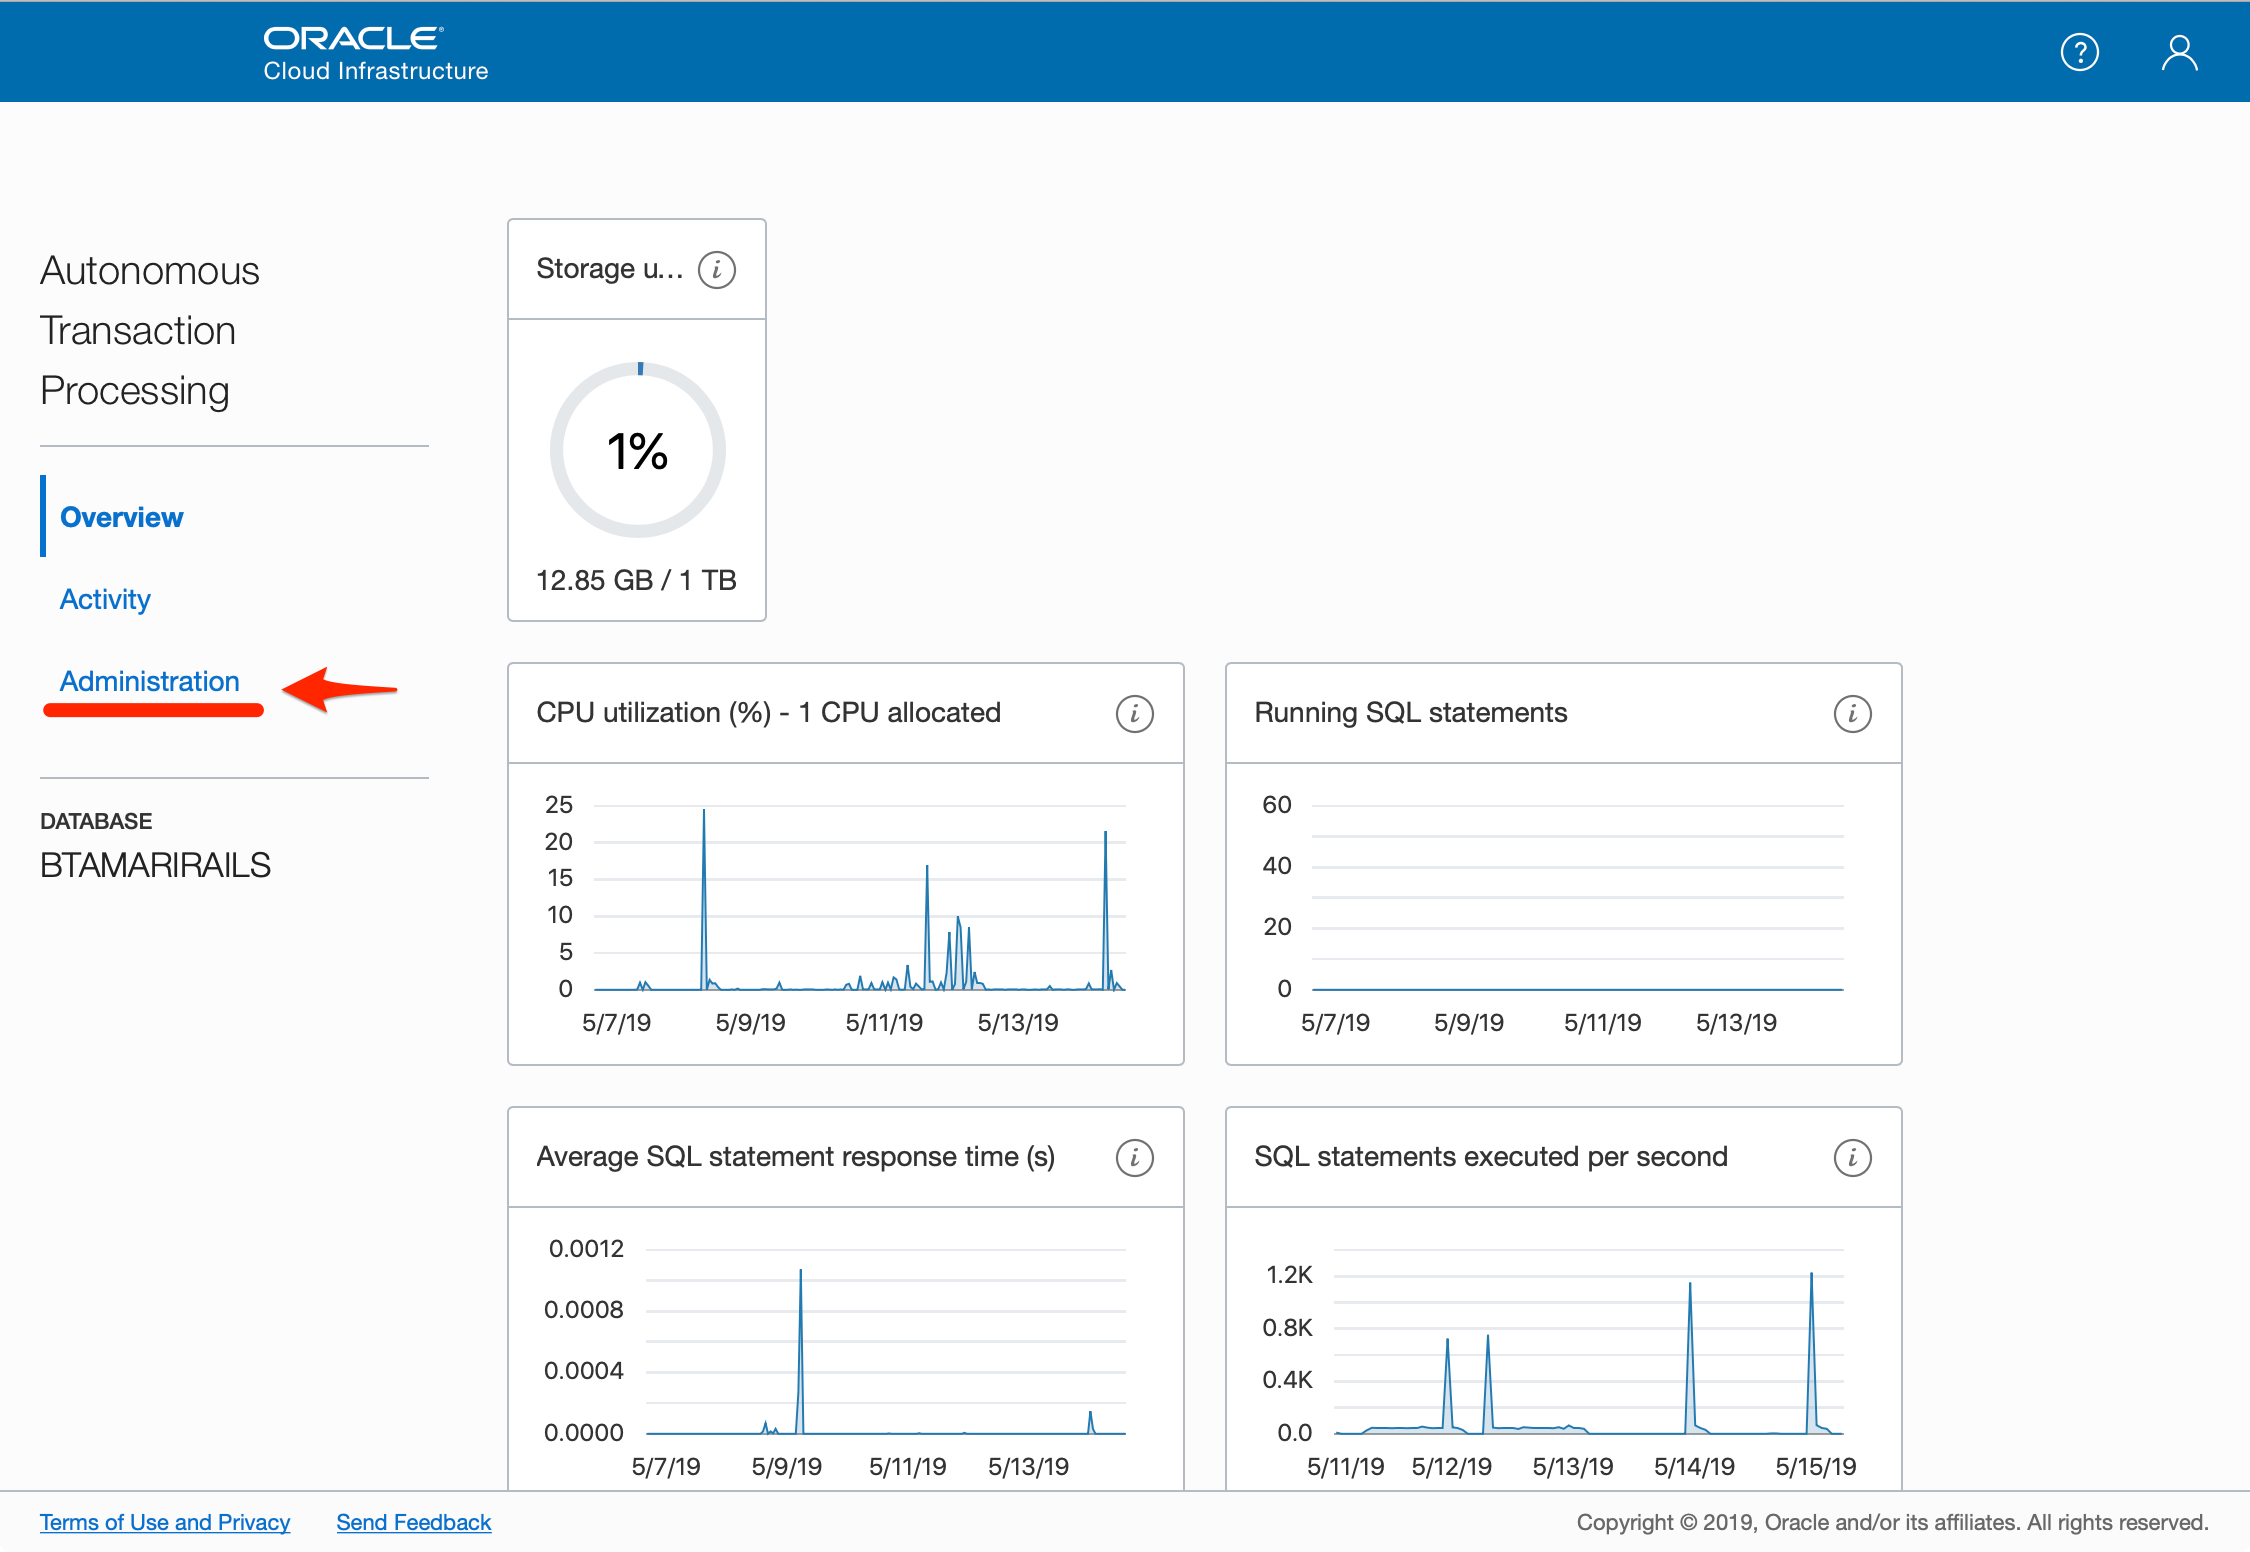 ORACLE®
Cloud Infrastructure
?
Autonomous
Transaction
Processing
Overview
Activity
Administration
DATABASE
BTAMARIRAILS
Storage u... i
1%
12.85 GB / 1 TB
CPU utilization (%) - 1 CPU allocated i
25
20
15
10
5
0
5/7/19 5/9/19 5/11/19 5/13/19
Running SQL statements i
60
40
20
0
5/7/19 5/9/19 5/11/19 5/13/19
Average SQL statement response time (s) i
0.0012
0.0008
0.0004
0.0000
5/7/19 5/9/19 5/11/19 5/13/19
SQL statements executed per second i
1.2K
0.8K
0.4K
0.0
5/11/19 5/12/19 5/13/19 5/14/19 5/15/19
Terms of Use and Privacy Send Feedback Copyright © 2019, Oracle and/or its affiliates. All rights reserved.